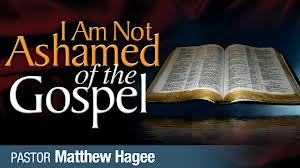 I Am Not
Ashamed
of the
Gospel
PASTOR Matthew Hagee